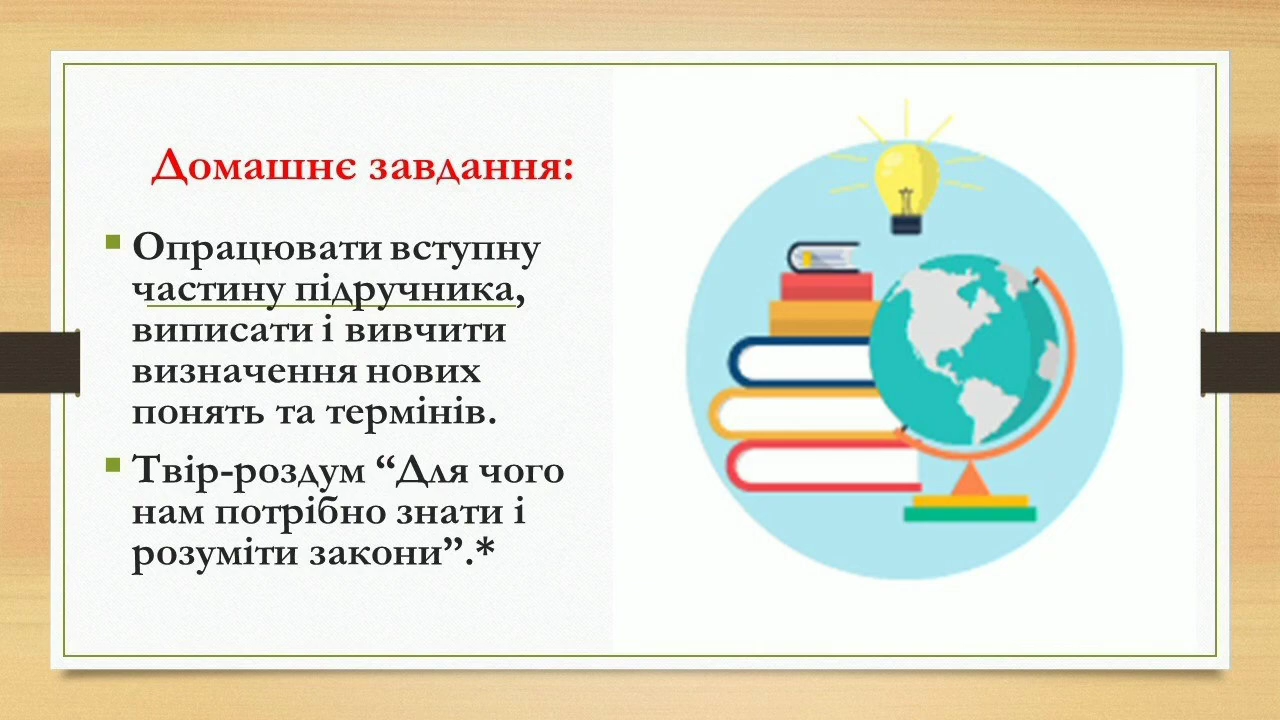 Домашнє завдання:
Опрацювати вступну
частину підручника,
виписати і вивчити
визначення нових
понять та термінів.
Твір-роздум “Для чого
нам потрібно знати і
розуміти закони”.*